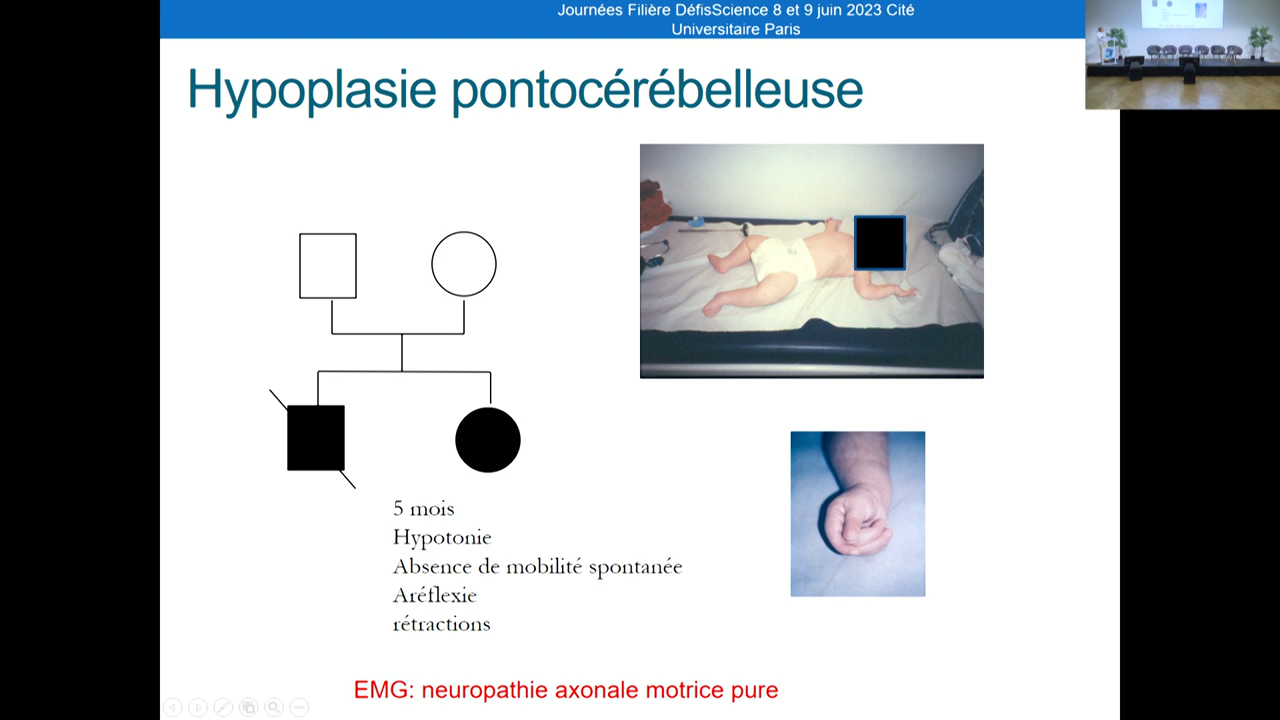 Journées Filière DéfisScience 8 et 9 juin 2023 Cité
Universitaire Paris
Hypoplasie pontocérébelleuse
5 mois
Hypotonie
Absence de mobilité spontanée
Aréflexie
rétractions
EMG: neuropathie axonale motrice pure